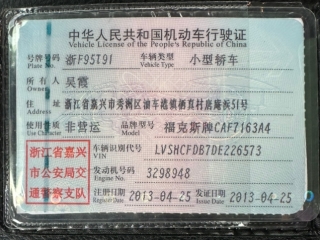 中华人民共和国机动车行驶证
Vehicle License of the People's Republic of China
号牌号码 浙F95T91 车辆类型 小型轿车
Plate No. Vehicle Type
所有人 吴霞
Owner
住址 浙江省嘉兴市秀洲区油车港镇栖真村庙庵浜51号
Address
使用性质 非营运 品牌型号 福克斯牌CAF7163A4
Use Character Model
浙江省嘉兴
市公安局交
通警察支队
车辆识别代号 LVSHCFDB7DE226573
VIN
发动机号码 3298948
Engine No.
注册日期 2013-04-25 发证日期 2013-04-25
Register Date Issue Date